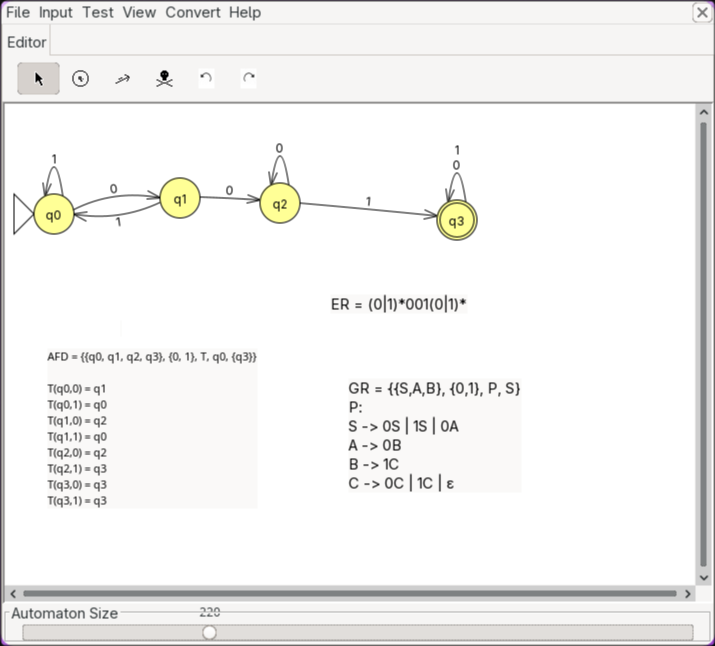 File Input Test View Convert Help
Editor
1
0
0
0
1
1
1
0
q0
q1
q2
q3
ER = (0|1)*001(0|1)*
AFD = {{q0, q1, q2, q3}, {0, 1}, T, q0, {q3}}
T(q0,0) = q1
T(q0,1) = q0
T(q1,0) = q2
T(q1,1) = q0
T(q2,0) = q2
T(q2,1) = q3
T(q3,0) = q3
T(q3,1) = q3
GR = {{S,A,B}, {0,1}, P, S}
P:
S -> 0S | 1S | 0A
A -> 0B
B -> 1C
C -> 0C | 1C | ε
Automaton Size
220